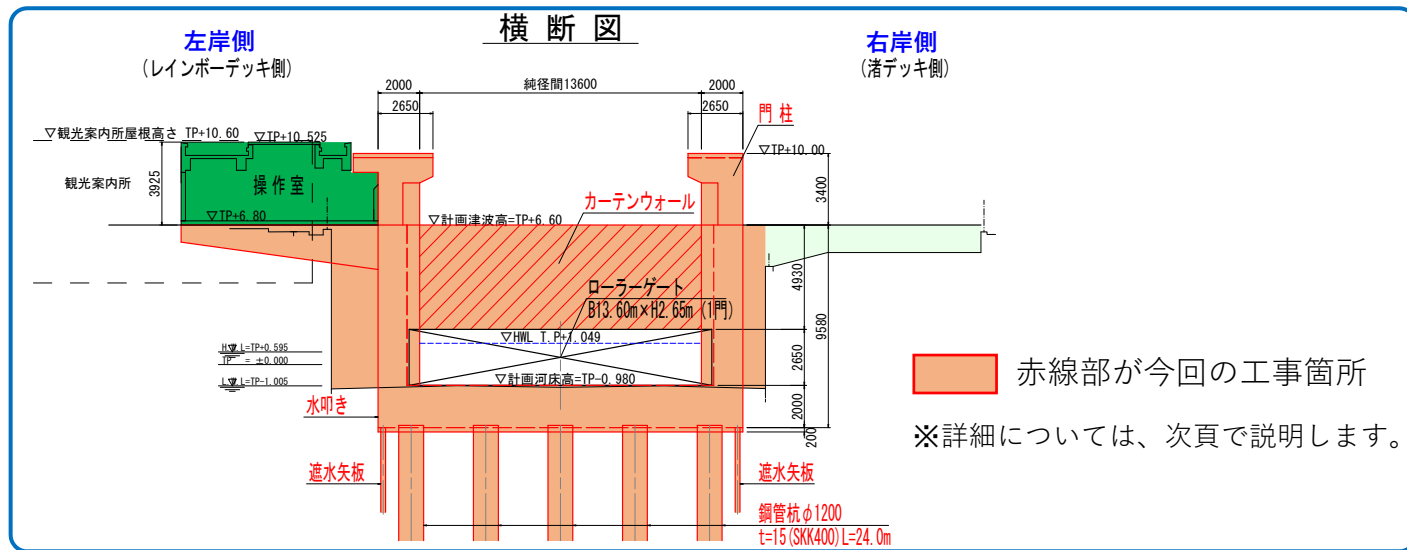 横断図
左岸側
(レインボーデッキ側)
右岸側
(渚デッキ側)
2000
純径間13600
2000
2650
2650
門柱
▽観光案内所屋根高さ TP+10.60
▽TP+10.525
▽TP+10.00
観光案内所
3925
操作室
3400
▽TP+6.80
▽計画津波高=TP+6.60
カーテンウォール
4930
9580
ローラーゲート
B13.60m×H2.65m (1門)
▽HWL T.P+1.049
H.W.L=TP+0.595
TP = ±0.000
2650
L.W.L=TP-1.005
▽計画河床高=TP-0.980
水叩き
2000
200
遮水矢板
遮水矢板
鋼管杭φ1200
t=15(SKK400)L=24.0m
赤線部が今回の工事箇所
※詳細については、次頁で説明します。